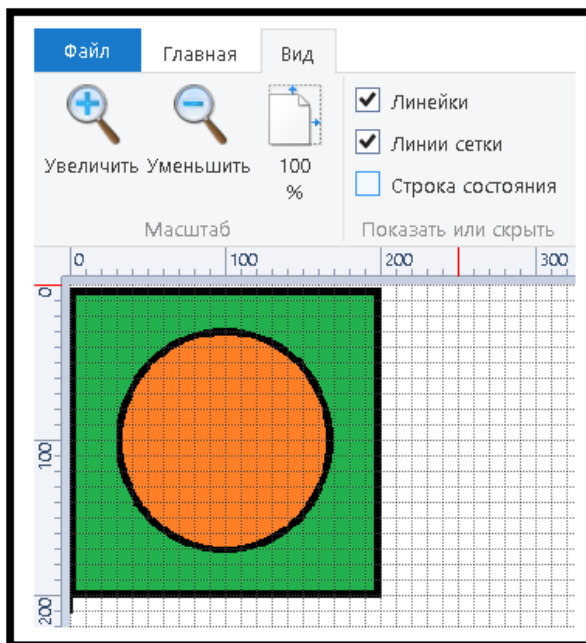 Файл Главная Вид
Увеличить Уменьшить 100
%
Линейки
Линии сетки
Строка состояния
Масштаб
Показать или скрыть
0 100 200 300
0
100
200